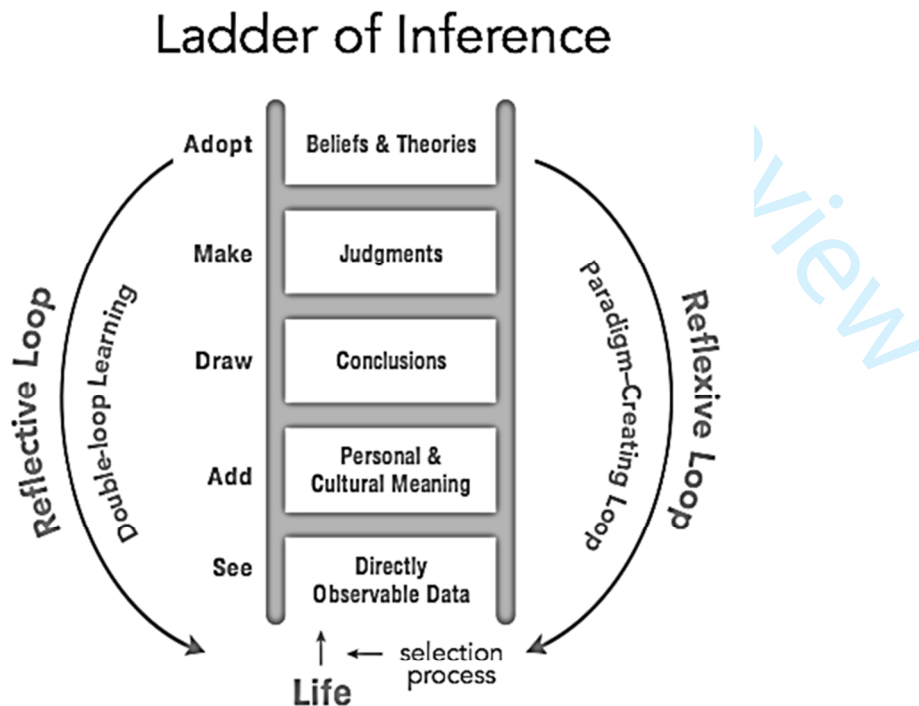 Ladder of Inference
Adopt
Beliefs & Theories
Make
Judgments
Draw
Conclusions
Add
Personal &
Cultural Meaning
See
Directly
Observable Data
Reflective Loop
Double-loop Learning
Paradigm–Creating Loop
Reflexive Loop
selection
process
Life